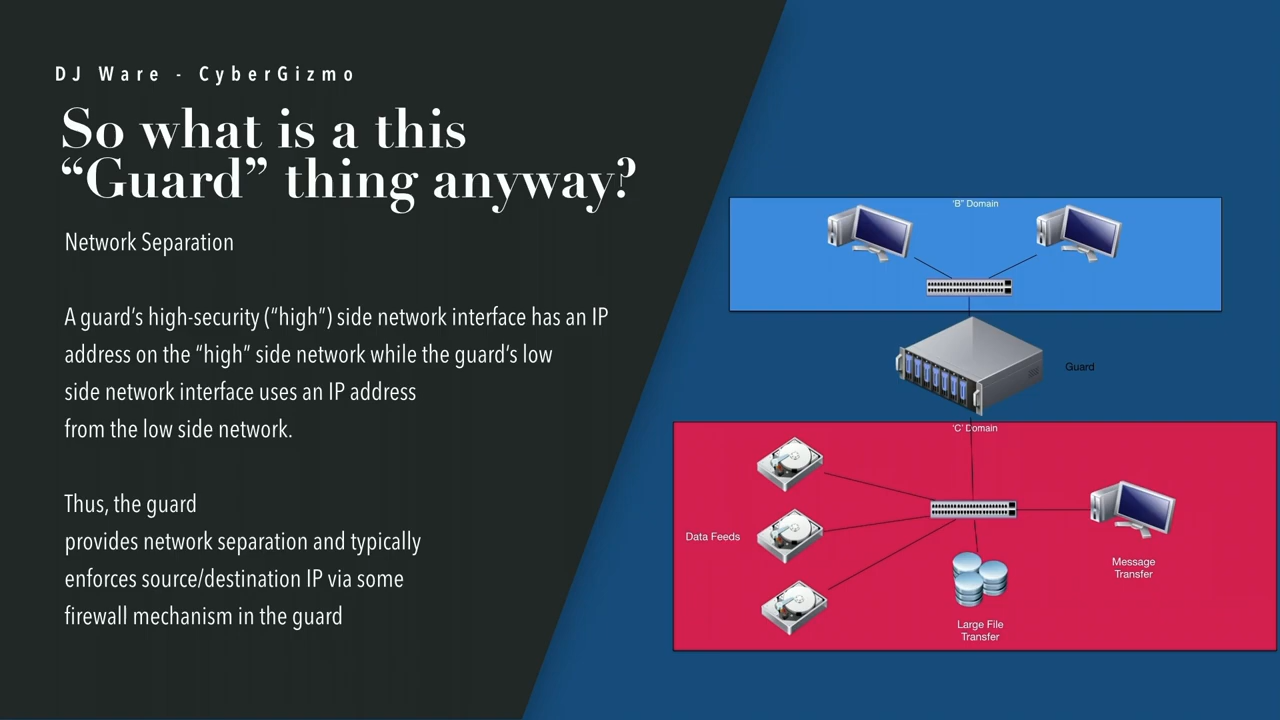 DJ Ware - CyberGizmo
So what is a this
“Guard” thing anyway?
Network Separation
A guard’s high-security (“high”) side network interface has an IP
address on the “high” side network while the guard’s low
side network interface uses an IP address
from the low side network.
Thus, the guard
provides network separation and typically
enforces source/destination IP via some
firewall mechanism in the guard
‘B” Domain
Guard
‘C’ Domain
Data Feeds
Message
Transfer
Large File
Transfer